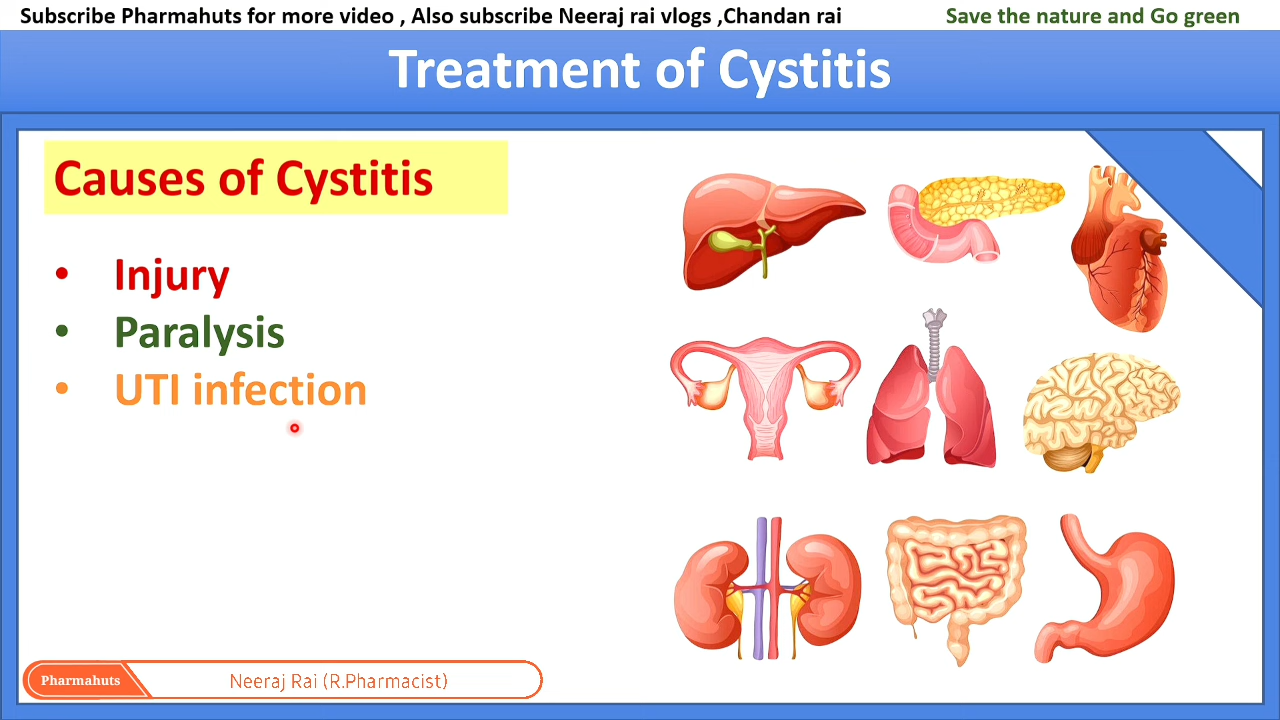 Subscribe Pharmahuts for more video , Also subscribe Neeraj rai vlogs ,Chandan rai
Save the nature and Go green
Treatment of Cystitis
Causes of Cystitis
• Injury
• Paralysis
• UTI infection
Pharmahuts
Neeraj Rai (R.Pharmacist)